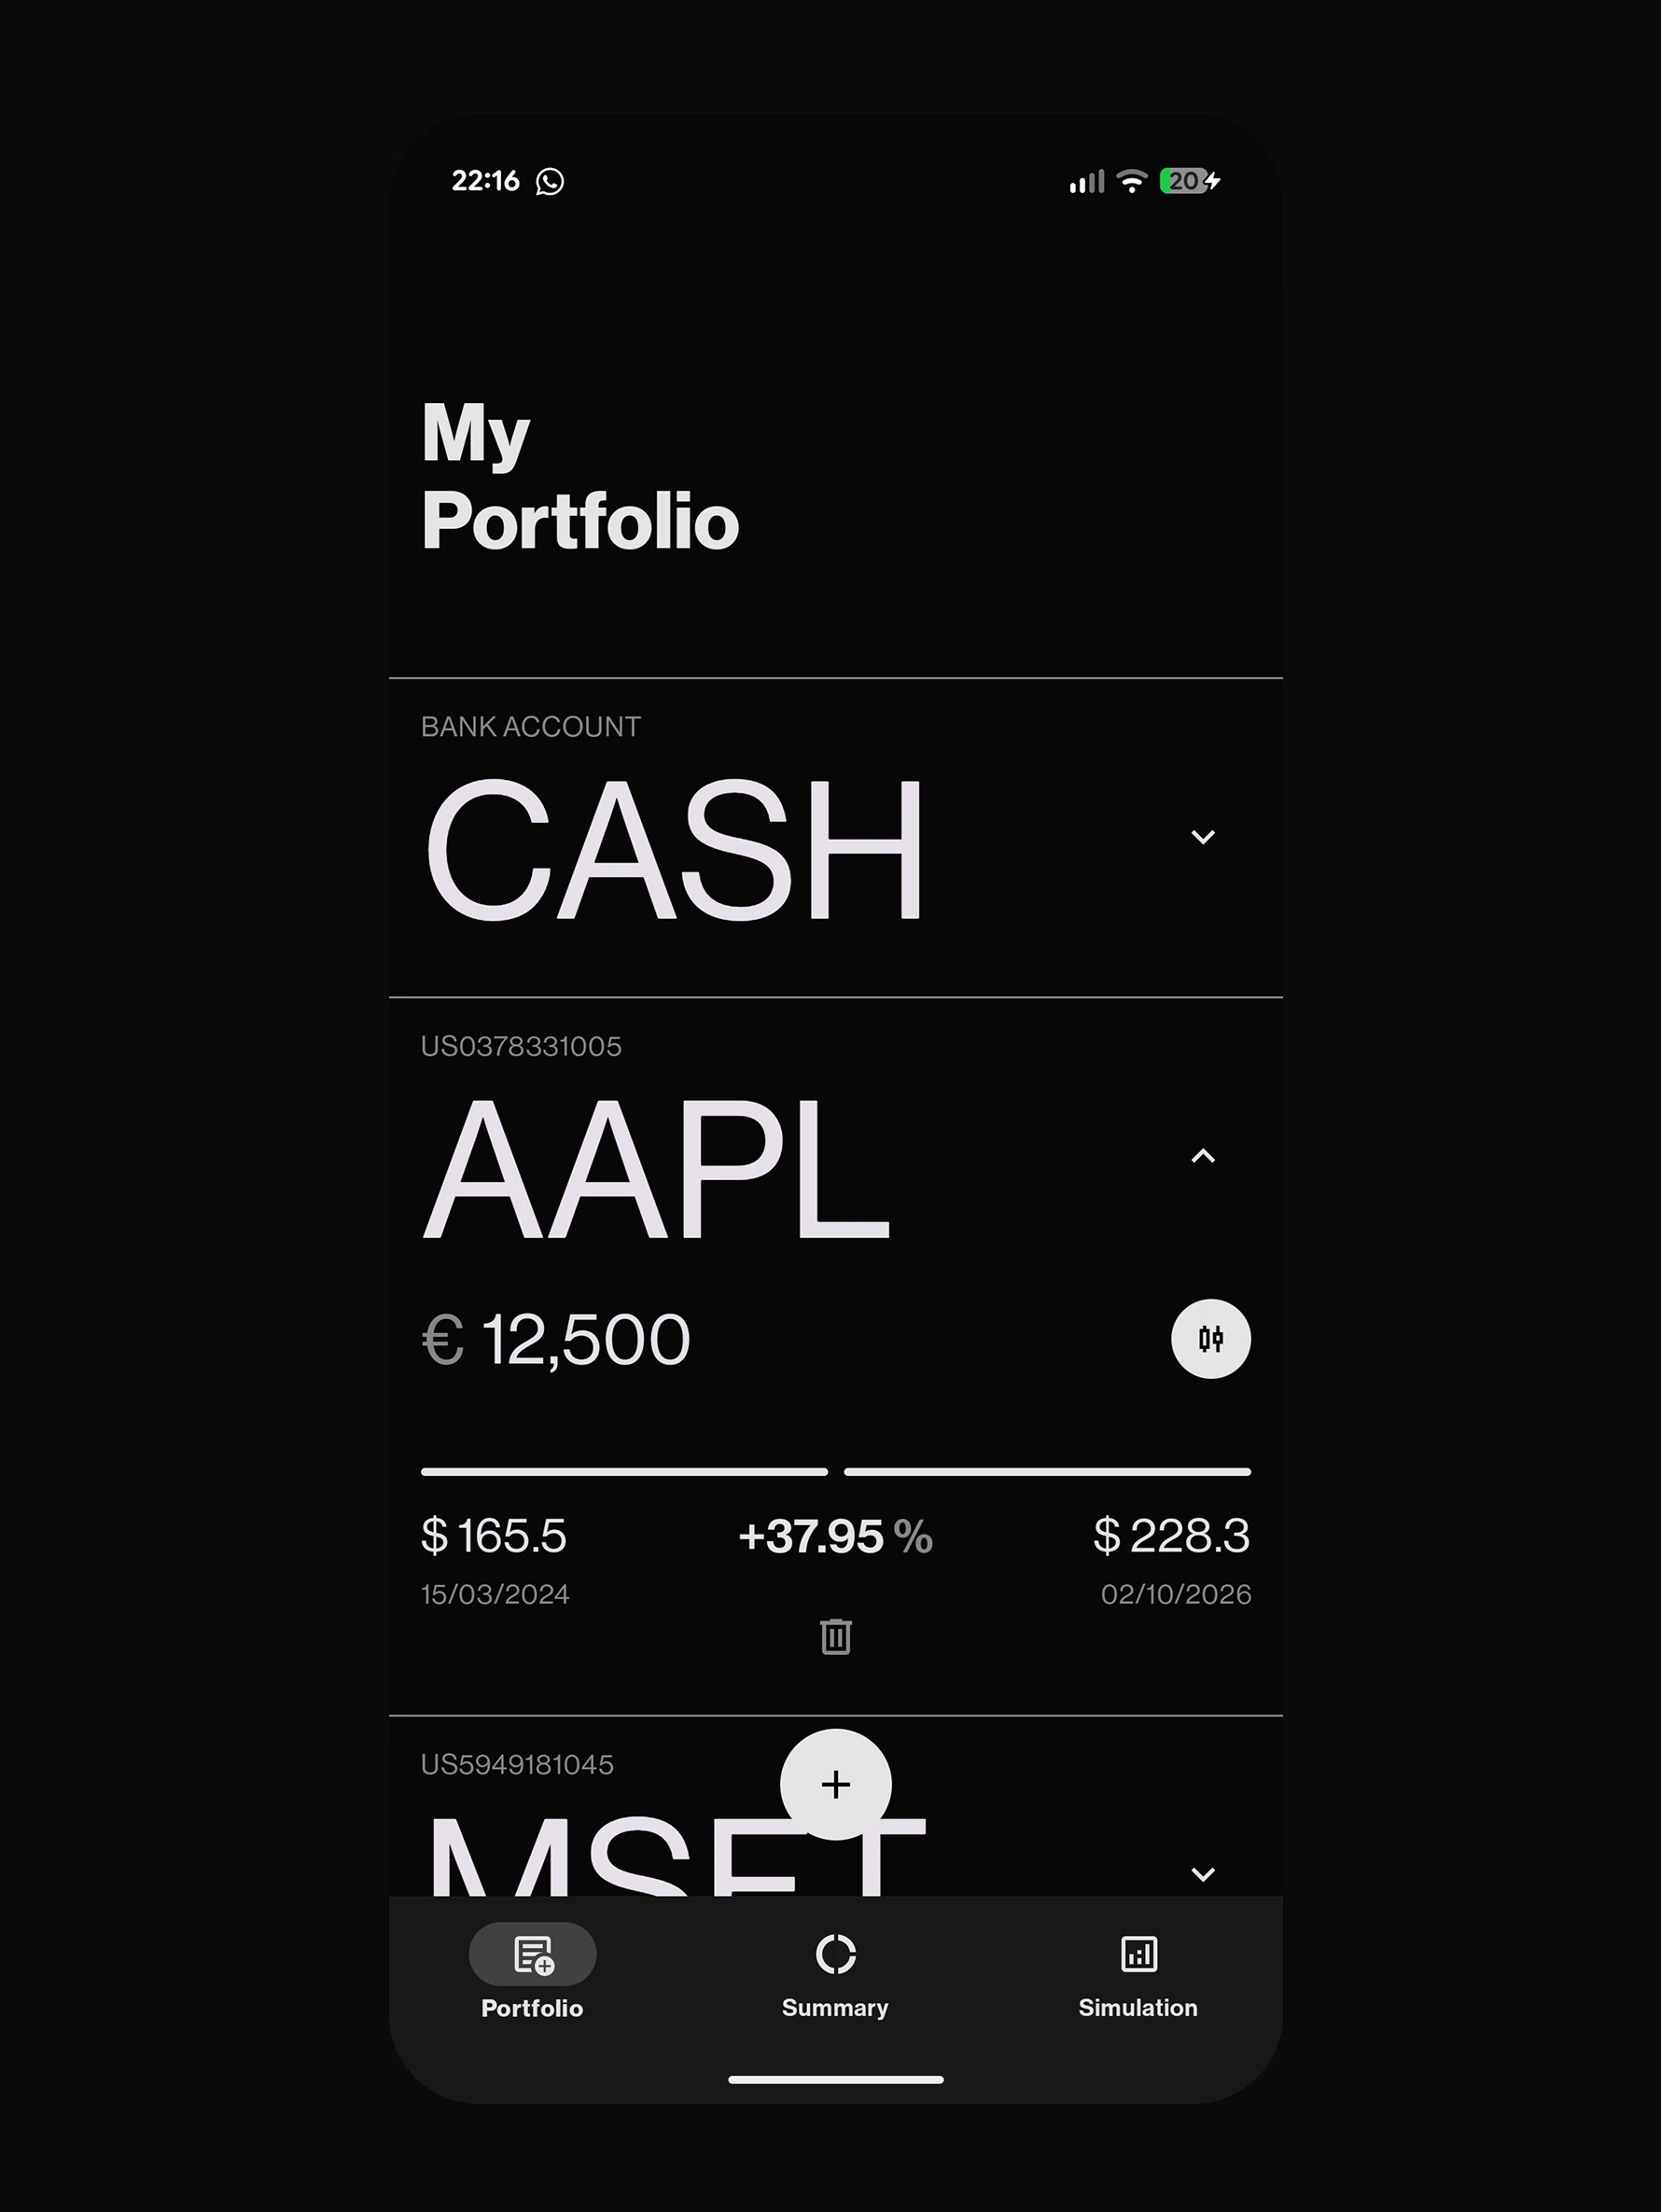 22:16
20
My
Portfolio
BANK ACCOUNT
CASH
US0378331005
AAPL
€ 12,500
$ 165.5 +37.95 % $ 228.3
15/03/2024 02/10/2026
US5949181045
MSFT
Portfolio Summary Simulation